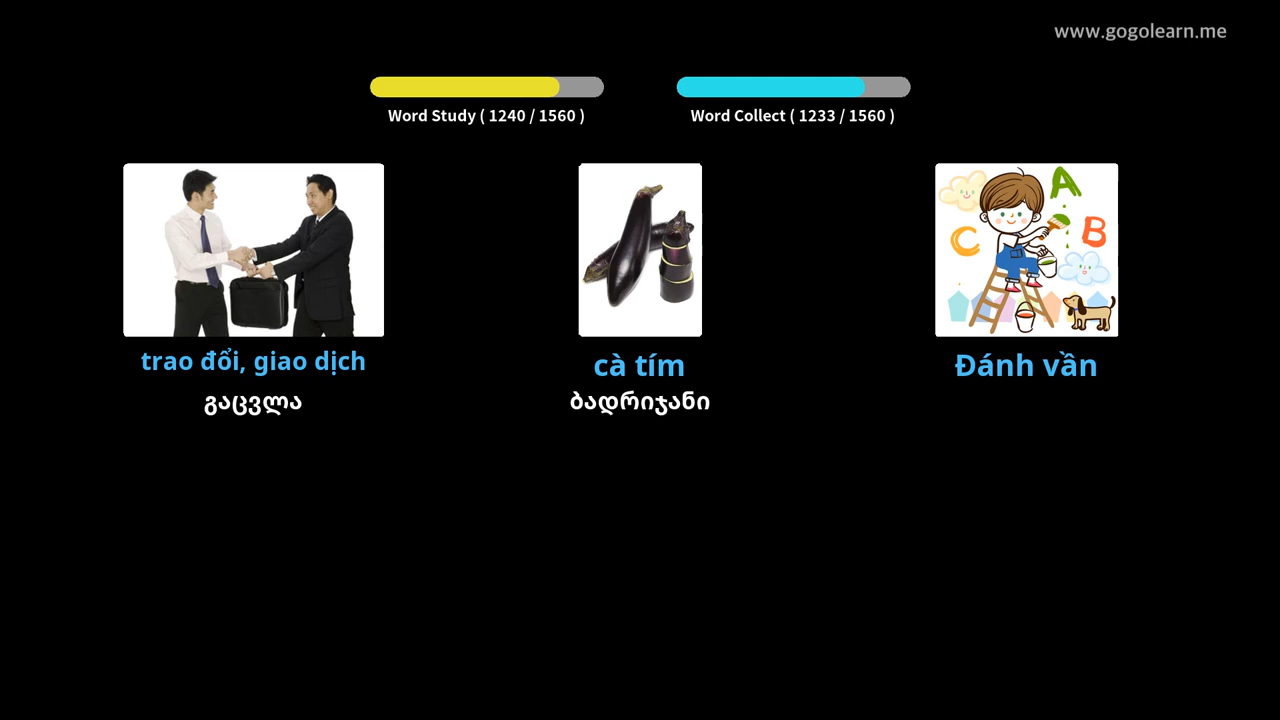 www.gogolearn.me
Word Study ( 1240 / 1560 )
Word Collect ( 1233 / 1560 )
A
B
C
trao đổi, giao dịch
გაცვლა
cà tím
ბადრიჯანი
Đánh vần